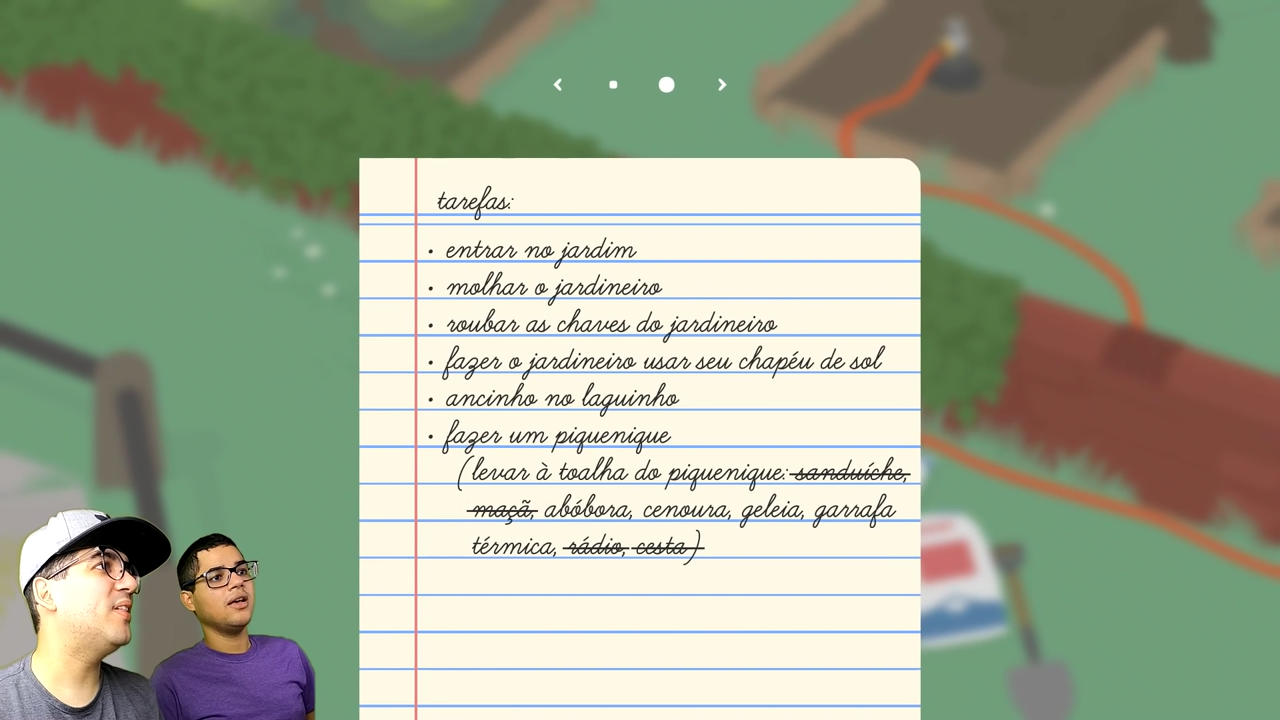 tarefas:
• entrar no jardim
• molhar o jardineiro
• roubar as chaves do jardineiro
• fazer o jardineiro usar seu chapéu de sol
• ancinho no laguinho
• fazer um piquenique
(levar à toalha do piquenique: sanduíche,
maçã, abóbora, cenoura, geleia, garrafa
térmica, rádio, cesta)